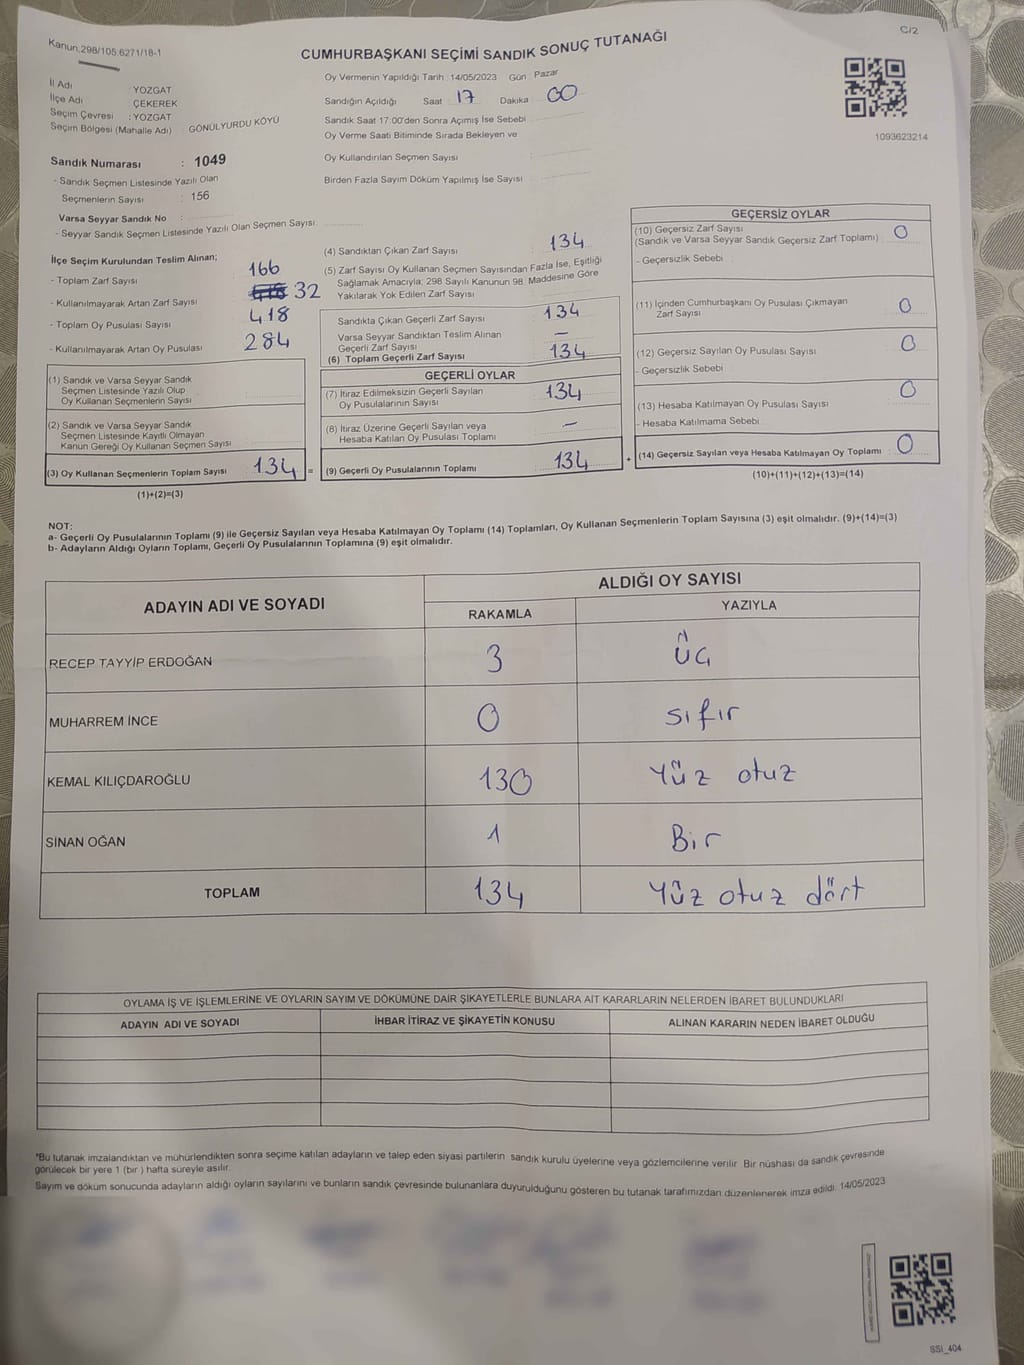 Kanun;298/105.6271/18-1
C/2
CUMHURBAŞKANI SEÇİMİ SANDIK SONUÇ TUTANAĞI
İl Adı : YOZGAT
İlçe Adı : ÇEKEREK
Seçim Çevresi : YOZGAT
Seçim Bölgesi (Mahalle Adı) : GÖNÜLYURDU KÖYÜ
Oy Vermenin Yapıldığı Tarih : 14/05/2023 Gün : Pazar
Sandığın Açıldığı Saat : 17 Dakika : 00
Sandık Saat 17:00'den Sonra Açımış İse Sebebi
Oy Verme Saati Bitiminde Sırada Bekleyen ve
Oy Kullandırılan Seçmen Sayısı
Birden Fazla Sayım Döküm Yapılmış İse Sayısı
1093623214
Sandık Numarası : 1049
- Sandık Seçmen Listesinde Yazılı Olan
Seçmenlerin Sayısı : 156
Varsa Seyyar Sandık No :
- Seyyar Sandık Seçmen Listesinde Yazılı Olan Seçmen Sayısı:
İlçe Seçim Kurulundan Teslim Alınan;
- Toplam Zarf Sayısı 166
- Kullanılmayarak Artan Zarf Sayısı 32
- Toplam Oy Pusulası Sayısı 418
- Kullanılmayarak Artan Oy Pusulası 284
(1) Sandık ve Varsa Seyyar Sandık
Seçmen Listesinde Yazılı Olup
Oy Kullanan Seçmenlerin Sayısı
(2) Sandık ve Varsa Seyyar Sandık
Seçmen Listesinde Kayıtlı Olmayan
Kanun Gereği Oy Kullanan Seçmen Sayısı
(3) Oy Kullanan Seçmenlerin Toplam Sayısı 134 =
(1)+(2)=(3)
(4) Sandıktan Çıkan Zarf Sayısı 134
(5) Zarf Sayısı Oy Kullanan Seçmen Sayısından Fazla İse, Eşitliği
Sağlamak Amacıyla; 298 Sayılı Kanunun 98. Maddesine Göre
Yakılarak Yok Edilen Zarf Sayısı
Sandıkta Çıkan Geçerli Zarf Sayısı 134
Varsa Seyyar Sandıktan Teslim Alınan
Geçerli Zarf Sayısı —
(6) Toplam Geçerli Zarf Sayısı 134
GEÇERLİ OYLAR
(7) İtiraz Edilmeksizin Geçerli Sayılan
Oy Pusulalarının Sayısı 134
(8) İtiraz Üzerine Geçerli Sayılan veya
Hesaba Katılan Oy Pusulası Toplamı —
(9) Geçerli Oy Pusulalarının Toplamı 134 +
GEÇERSİZ OYLAR
(10) Geçersiz Zarf Sayısı 0
(Sandık ve Varsa Seyyar Sandık Geçersiz Zarf Toplamı)
- Geçersizlik Sebebi
(11) İçinden Cumhurbaşkanı Oy Pusulası Çıkmayan
Zarf Sayısı 0
(12) Geçersiz Sayılan Oy Pusulası Sayısı 0
- Geçersizlik Sebebi
(13) Hesaba Katılmayan Oy Pusulası Sayısı 0
- Hesaba Katılmama Sebebi
(14) Geçersiz Sayılan veya Hesaba Katılmayan Oy Toplamı 0
(10)+(11)+(12)+(13)=(14)
NOT:
a- Geçerli Oy Pusulalarının Toplamı (9) ile Geçersiz Sayılan veya Hesaba Katılmayan Oy Toplamı (14) Toplamları, Oy Kullanan Seçmenlerin Toplam Sayısına (3) eşit olmalıdır. (9)+(14)=(3)
b- Adayların Aldığı Oyların Toplamı, Geçerli Oy Pusulalarının Toplamına (9) eşit olmalıdır.
ADAYIN ADI VE SOYADI ALDIĞI OY SAYISI
RAKAMLA YAZIYLA
RECEP TAYYİP ERDOĞAN 3 üç
MUHARREM İNCE 0 sıfır
KEMAL KILIÇDAROĞLU 130 Yüz otuz
SİNAN OĞAN 1 Bir
TOPLAM 134 Yüz otuz dört
OYLAMA İŞ VE İŞLEMLERİNE VE OYLARIN SAYIM VE DÖKÜMÜNE DAİR ŞİKAYETLERLE BUNLARA AİT KARARLARIN NELERDEN İBARET BULUNDUKLARI
ADAYIN ADI VE SOYADI İHBAR İTİRAZ VE ŞİKAYETİN KONUSU ALINAN KARARIN NEDEN İBARET OLDUĞU
*Bu tutanak imzalandıktan ve mühürlendikten sonra seçime katılan adayların ve talep eden siyasi partilerin sandık kurulu üyelerine veya gözlemcilerine verilir. Bir nüshası da sandık çevresinde
görülecek bir yere 1 (bir ) hafta süreyle asılır.
Sayım ve döküm sonucunda adayların aldığı oyların sayılarını ve bunların sandık çevresinde bulunanlara duyurulduğunu gösteren bu tutanak tarafımızdan düzenlenerek imza edildi. 14/05/2023
SSI_404